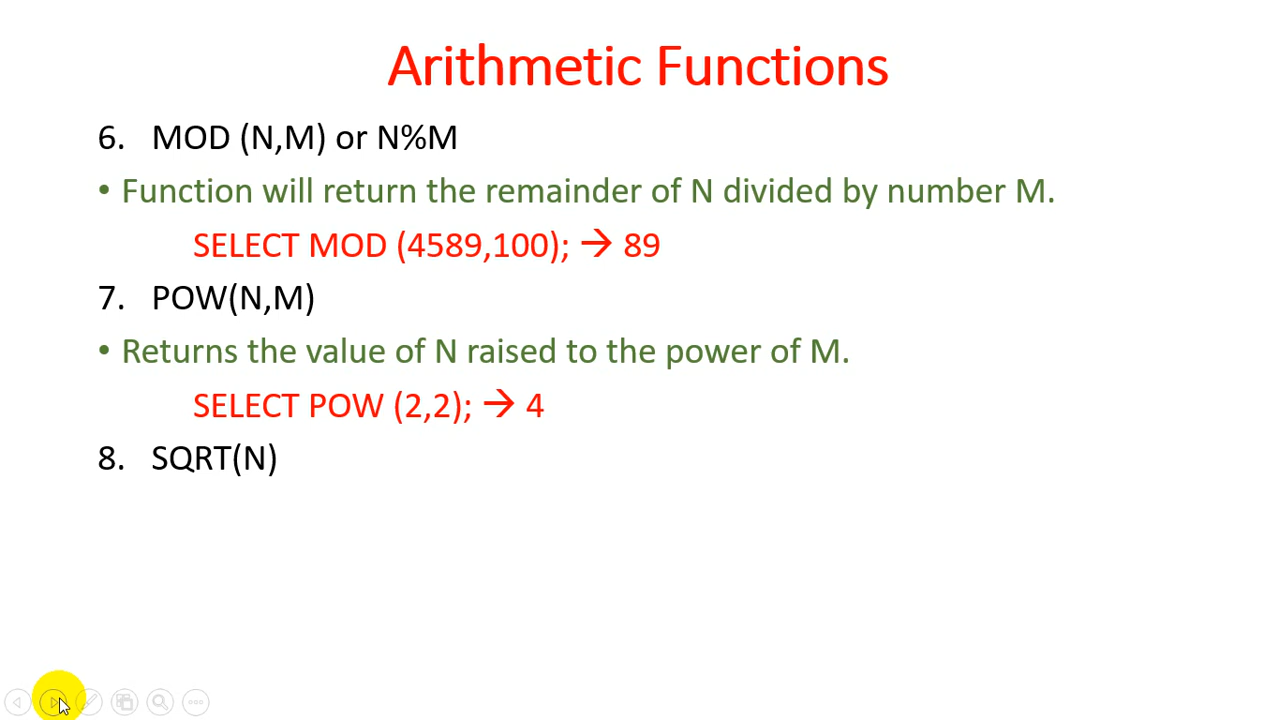 Arithmetic Functions
6. MOD (N,M) or N%M
• Function will return the remainder of N divided by number M.
SELECT MOD (4589,100); → 89
7. POW(N,M)
• Returns the value of N raised to the power of M.
SELECT POW (2,2); → 4
8. SQRT(N)